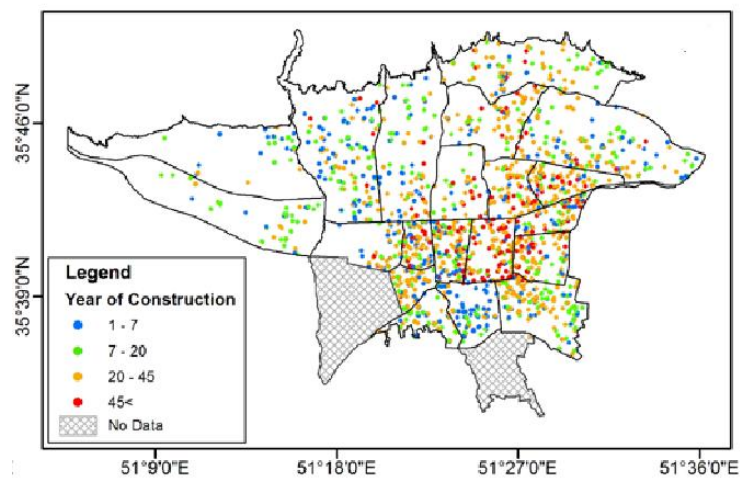 35°46'0"N
35°39'0"N
Legend
Year of Construction
1 - 7
7 - 20
20 - 45
45<
No Data
51°9'0"E
51°18'0"E
51°27'0"E
51°36'0"E